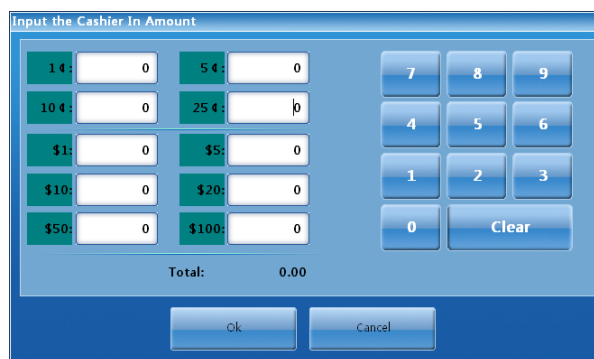 Input the Cashier In Amount
1¢: 0 5¢: 0 7 8 9
10¢: 0 25¢: 0 4 5 6
$1: 0 $5: 0 1 2 3
$10: 0 $20: 0
$50: 0 $100: 0 0 Clear
Total: 0.00
Ok Cancel